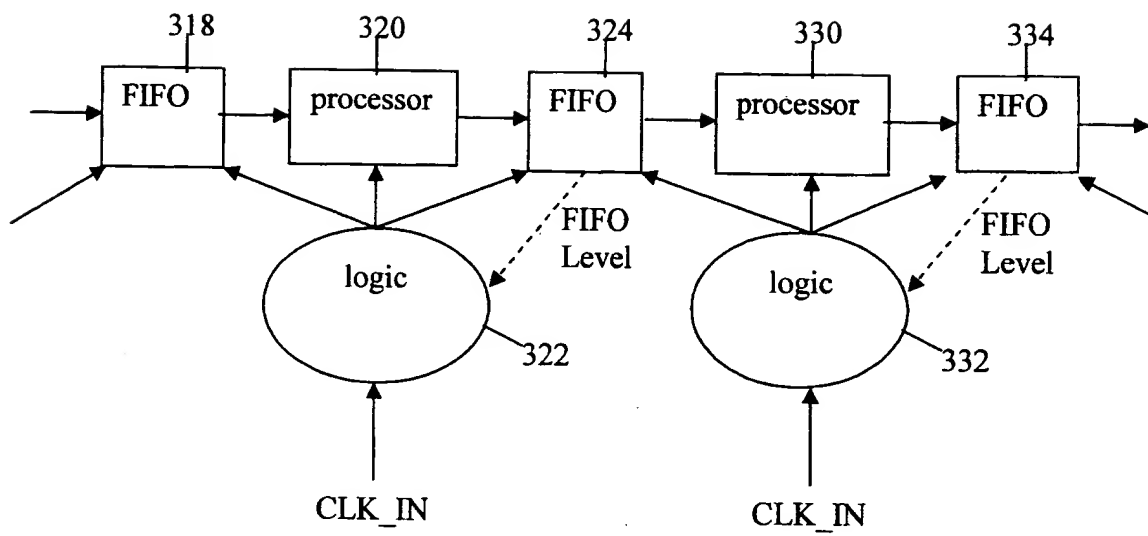 318
320
324
330
334
FIFO
processor
FIFO
processor
FIFO
FIFO
Level
FIFO
Level
logic
logic
322
332
CLK_IN
CLK_IN